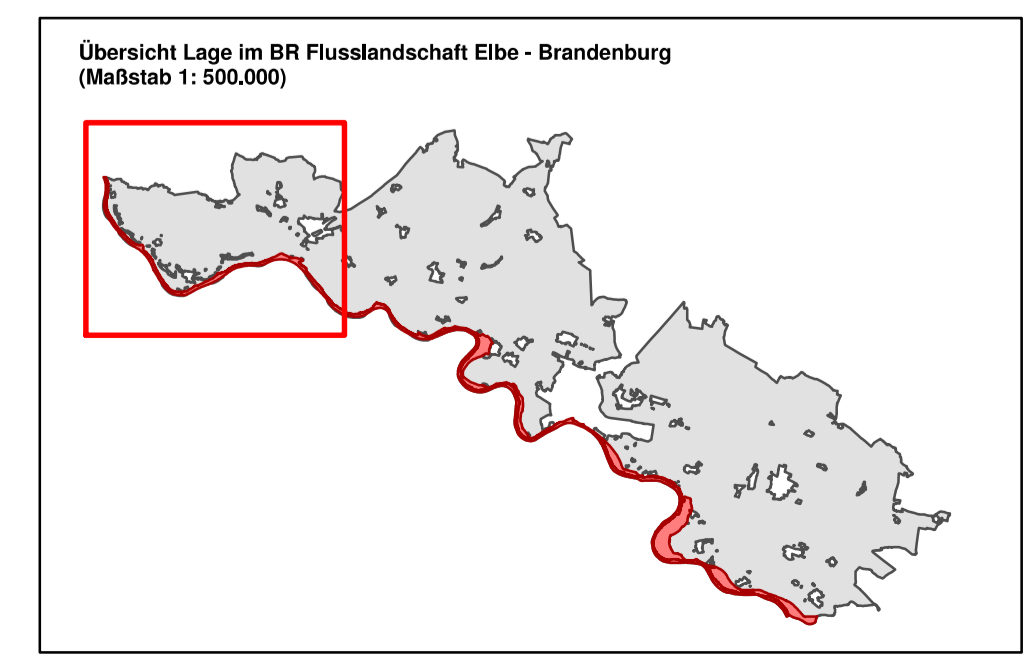 Übersicht Lage im BR Flusslandschaft Elbe - Brandenburg
(Maßstab 1: 500.000)